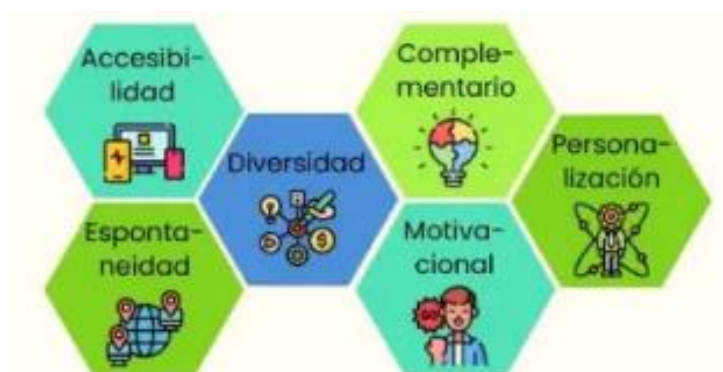 Accesibi-
lidad
Comple-
mentario
Diversidad
Persona-
lización
Esponta-
neidad
Motiva-
cional